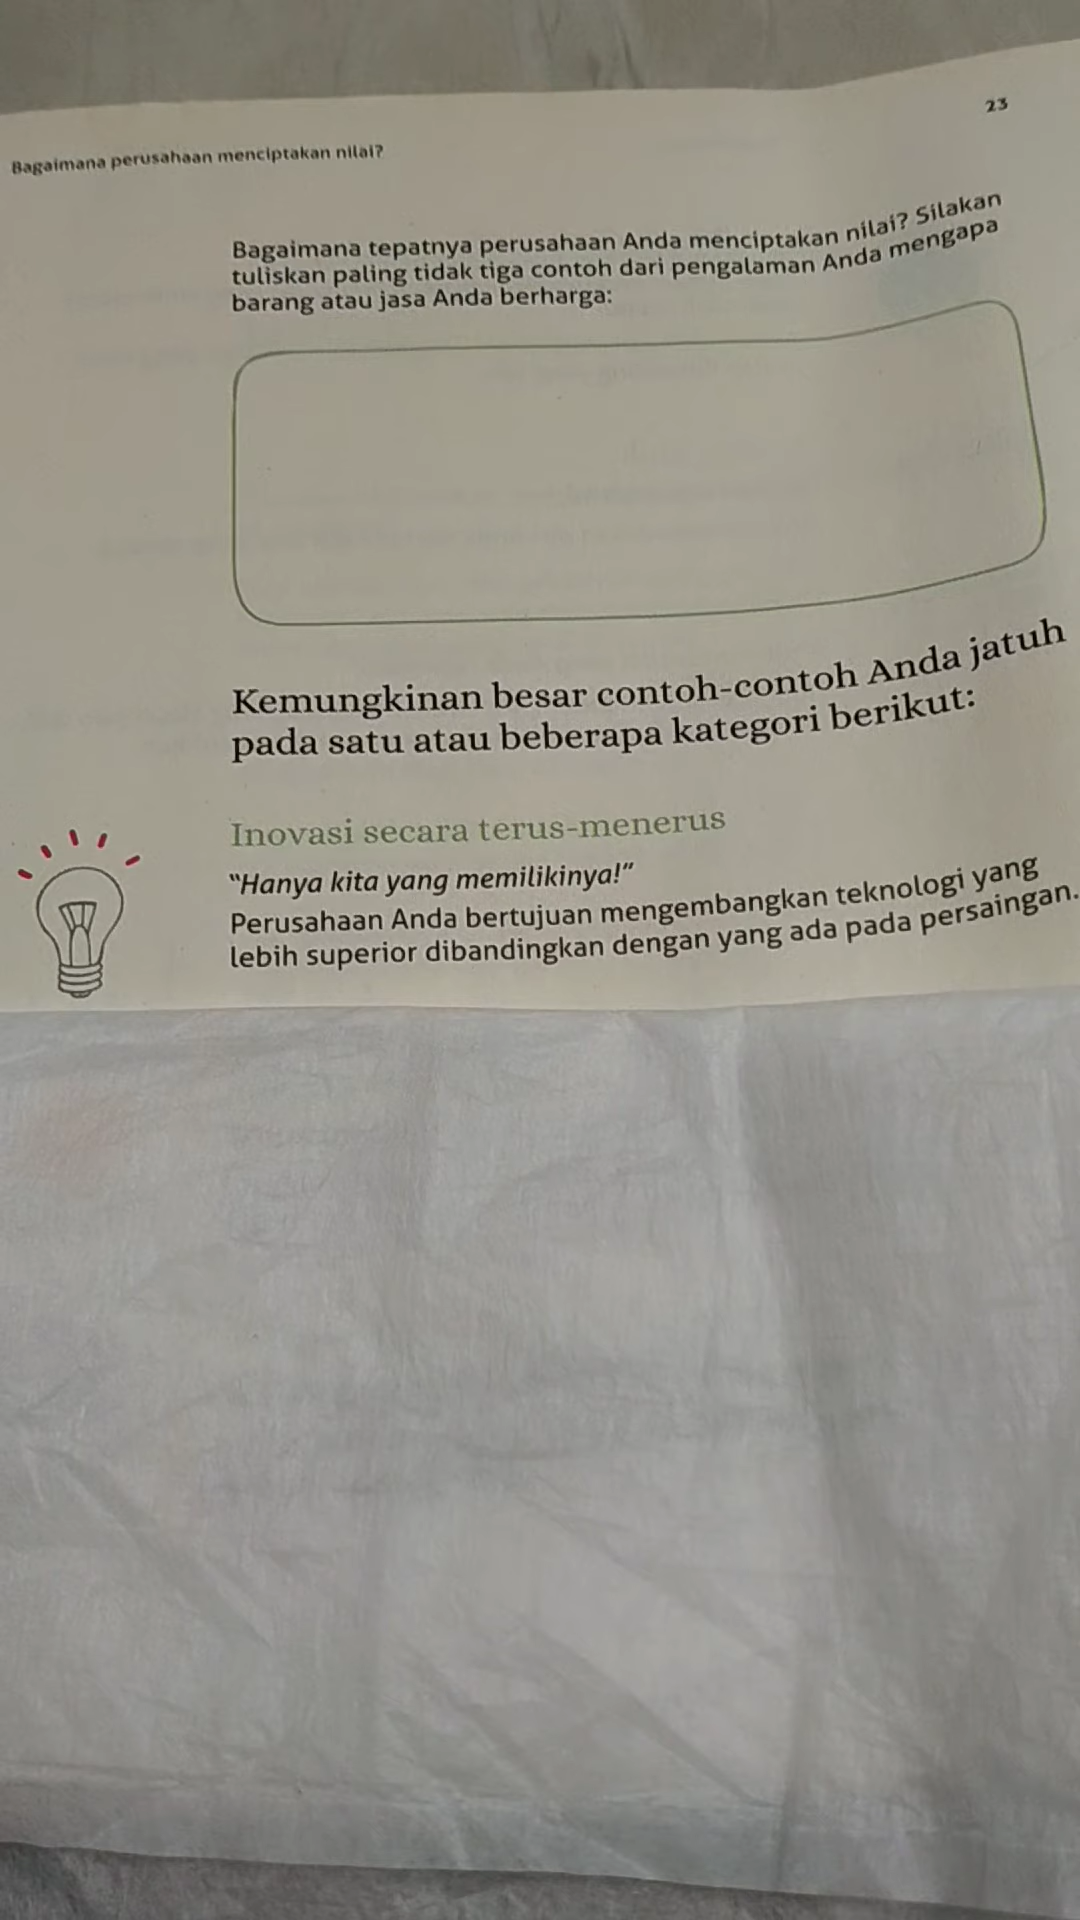 23
Bagaimana perusahaan menciptakan nilai?
Bagaimana tepatnya perusahaan Anda menciptakan nilai? Silakan
tuliskan paling tidak tiga contoh dari pengalaman Anda mengapa
barang atau jasa Anda berharga:
Kemungkinan besar contoh-contoh Anda jatuh
pada satu atau beberapa kategori berikut:
Inovasi secara terus-menerus
“Hanya kita yang memilikinya!”
Perusahaan Anda bertujuan mengembangkan teknologi yang
lebih superior dibandingkan dengan yang ada pada persaingan.